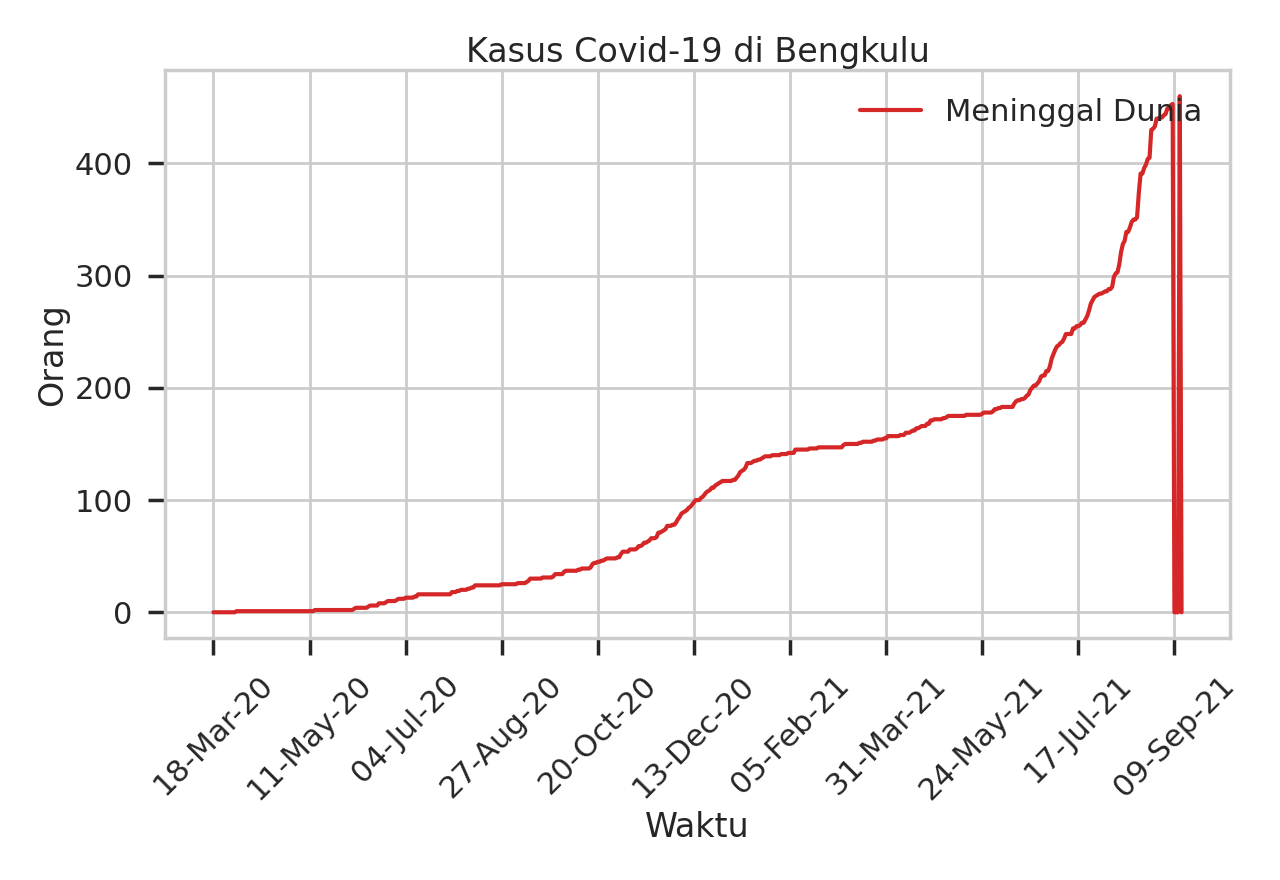 Kasus Covid-19 di Bengkulu
Meninggal Dunia
Orang
400
300
200
100
0
18-Mar-20
11-May-20
04-Jul-20
27-Aug-20
20-Oct-20
13-Dec-20
05-Feb-21
31-Mar-21
24-May-21
17-Jul-21
09-Sep-21
Waktu